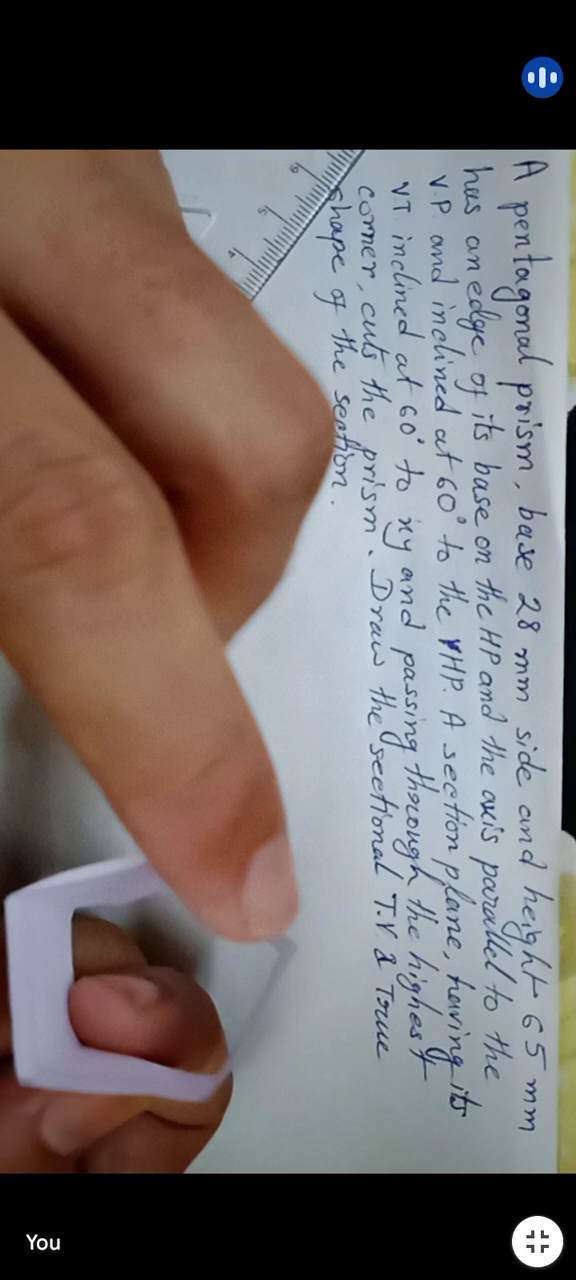 A pentagonal prism, base 28 mm side and height 65 mm
has an edge of its base on the HP and the axis parallel to the
V.P. and inclined at 60° to the HP. A section plane, having its
VT inclined at 60° to xy and passing through the highest
corner, cuts the prism. Draw the sectional T.V & True
shape of the section.
6
5
4
You